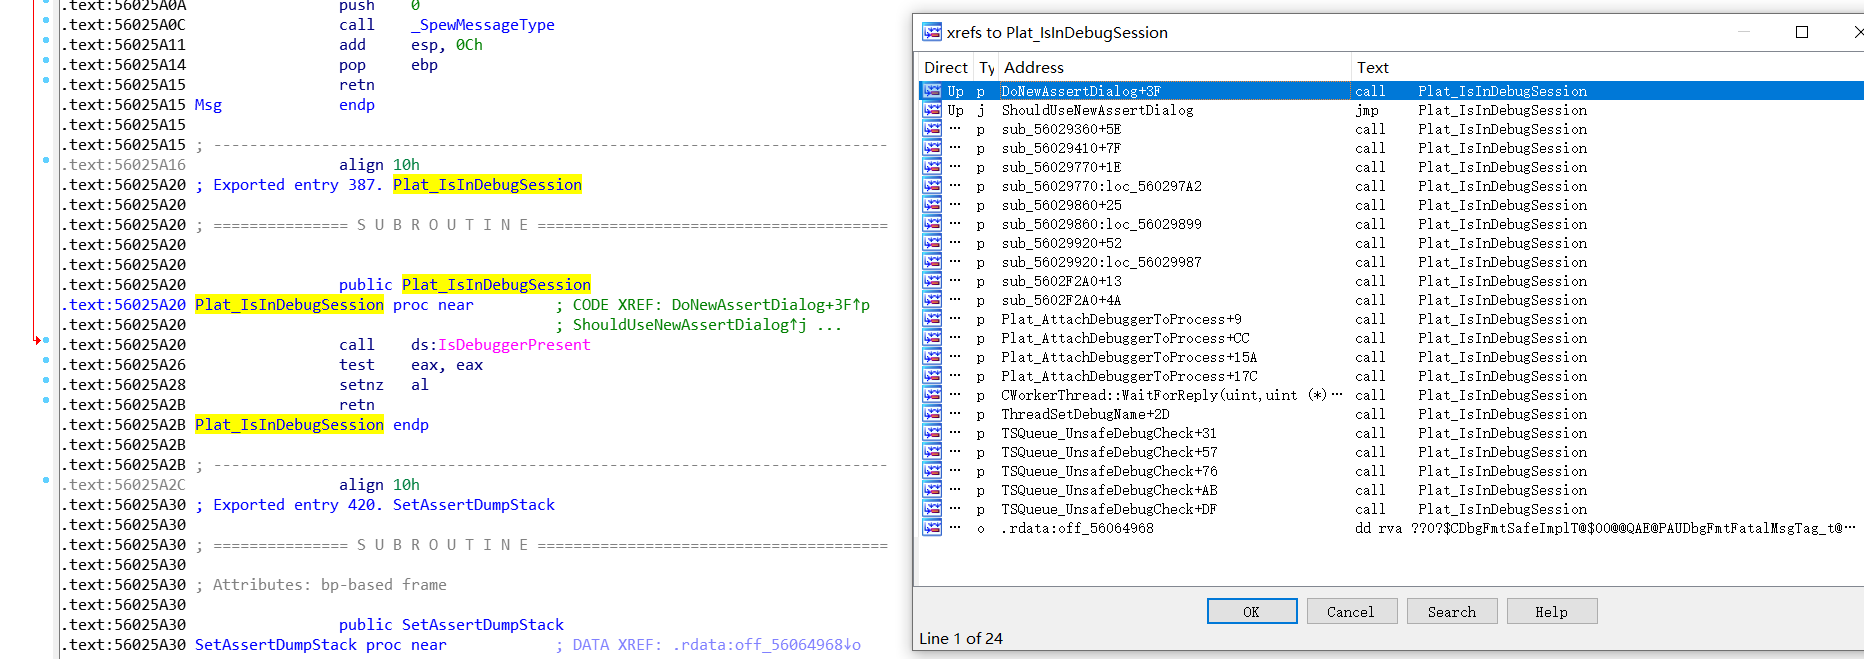 .text:56025A0A push 0
.text:56025A0C call _SpewMessageType
.text:56025A11 add esp, 0Ch
.text:56025A14 pop ebp
.text:56025A15 retn
.text:56025A15 Msg endp
.text:56025A15
.text:56025A15 ; ---------------------------------------------------------------------------
.text:56025A16 align 10h
.text:56025A20 ; Exported entry 387. Plat_IsInDebugSession
.text:56025A20
.text:56025A20 ; =============== S U B R O U T I N E =======================================
.text:56025A20
.text:56025A20
.text:56025A20 public Plat_IsInDebugSession
.text:56025A20 Plat_IsInDebugSession proc near ; CODE XREF: DoNewAssertDialog+3F↑p
.text:56025A20 ; ShouldUseNewAssertDialog↑j ...
.text:56025A20 call ds:IsDebuggerPresent
.text:56025A26 test eax, eax
.text:56025A28 setnz al
.text:56025A2B retn
.text:56025A2B Plat_IsInDebugSession endp
.text:56025A2B
.text:56025A2B ; ---------------------------------------------------------------------------
.text:56025A2C align 10h
.text:56025A30 ; Exported entry 420. SetAssertDumpStack
.text:56025A30
.text:56025A30 ; =============== S U B R O U T I N E =======================================
.text:56025A30
.text:56025A30 ; Attributes: bp-based frame
.text:56025A30
.text:56025A30 public SetAssertDumpStack
.text:56025A30 SetAssertDumpStack proc near ; DATA XREF: .rdata:off_56064968↓o
xrefs to Plat_IsInDebugSession
Direct Ty Address Text
Up p DoNewAssertDialog+3F call Plat_IsInDebugSession
Up j ShouldUseNewAssertDialog jmp Plat_IsInDebugSession
··· p sub_56029360+5E call Plat_IsInDebugSession
··· p sub_56029410+7F call Plat_IsInDebugSession
··· p sub_56029770+1E call Plat_IsInDebugSession
··· p sub_56029770:loc_560297A2 call Plat_IsInDebugSession
··· p sub_56029860+25 call Plat_IsInDebugSession
··· p sub_56029860:loc_56029899 call Plat_IsInDebugSession
··· p sub_56029920+52 call Plat_IsInDebugSession
··· p sub_56029920:loc_56029987 call Plat_IsInDebugSession
··· p sub_5602F2A0+13 call Plat_IsInDebugSession
··· p sub_5602F2A0+4A call Plat_IsInDebugSession
··· p Plat_AttachDebuggerToProcess+9 call Plat_IsInDebugSession
··· p Plat_AttachDebuggerToProcess+CC call Plat_IsInDebugSession
··· p Plat_AttachDebuggerToProcess+15A call Plat_IsInDebugSession
··· p Plat_AttachDebuggerToProcess+17C call Plat_IsInDebugSession
··· p CWorkerThread::WaitForReply(uint,uint (*)··· call Plat_IsInDebugSession
··· p ThreadSetDebugName+2D call Plat_IsInDebugSession
··· p TSQueue_UnsafeDebugCheck+31 call Plat_IsInDebugSession
··· p TSQueue_UnsafeDebugCheck+57 call Plat_IsInDebugSession
··· p TSQueue_UnsafeDebugCheck+76 call Plat_IsInDebugSession
··· p TSQueue_UnsafeDebugCheck+AB call Plat_IsInDebugSession
··· p TSQueue_UnsafeDebugCheck+DF call Plat_IsInDebugSession
··· o .rdata:off_56064968 dd rva ??0?$CDbgFmtSafeImplT@$00@@QAE@PAUDbgFmtFatalMsgTag_t@···
OK Cancel Search Help
Line 1 of 24